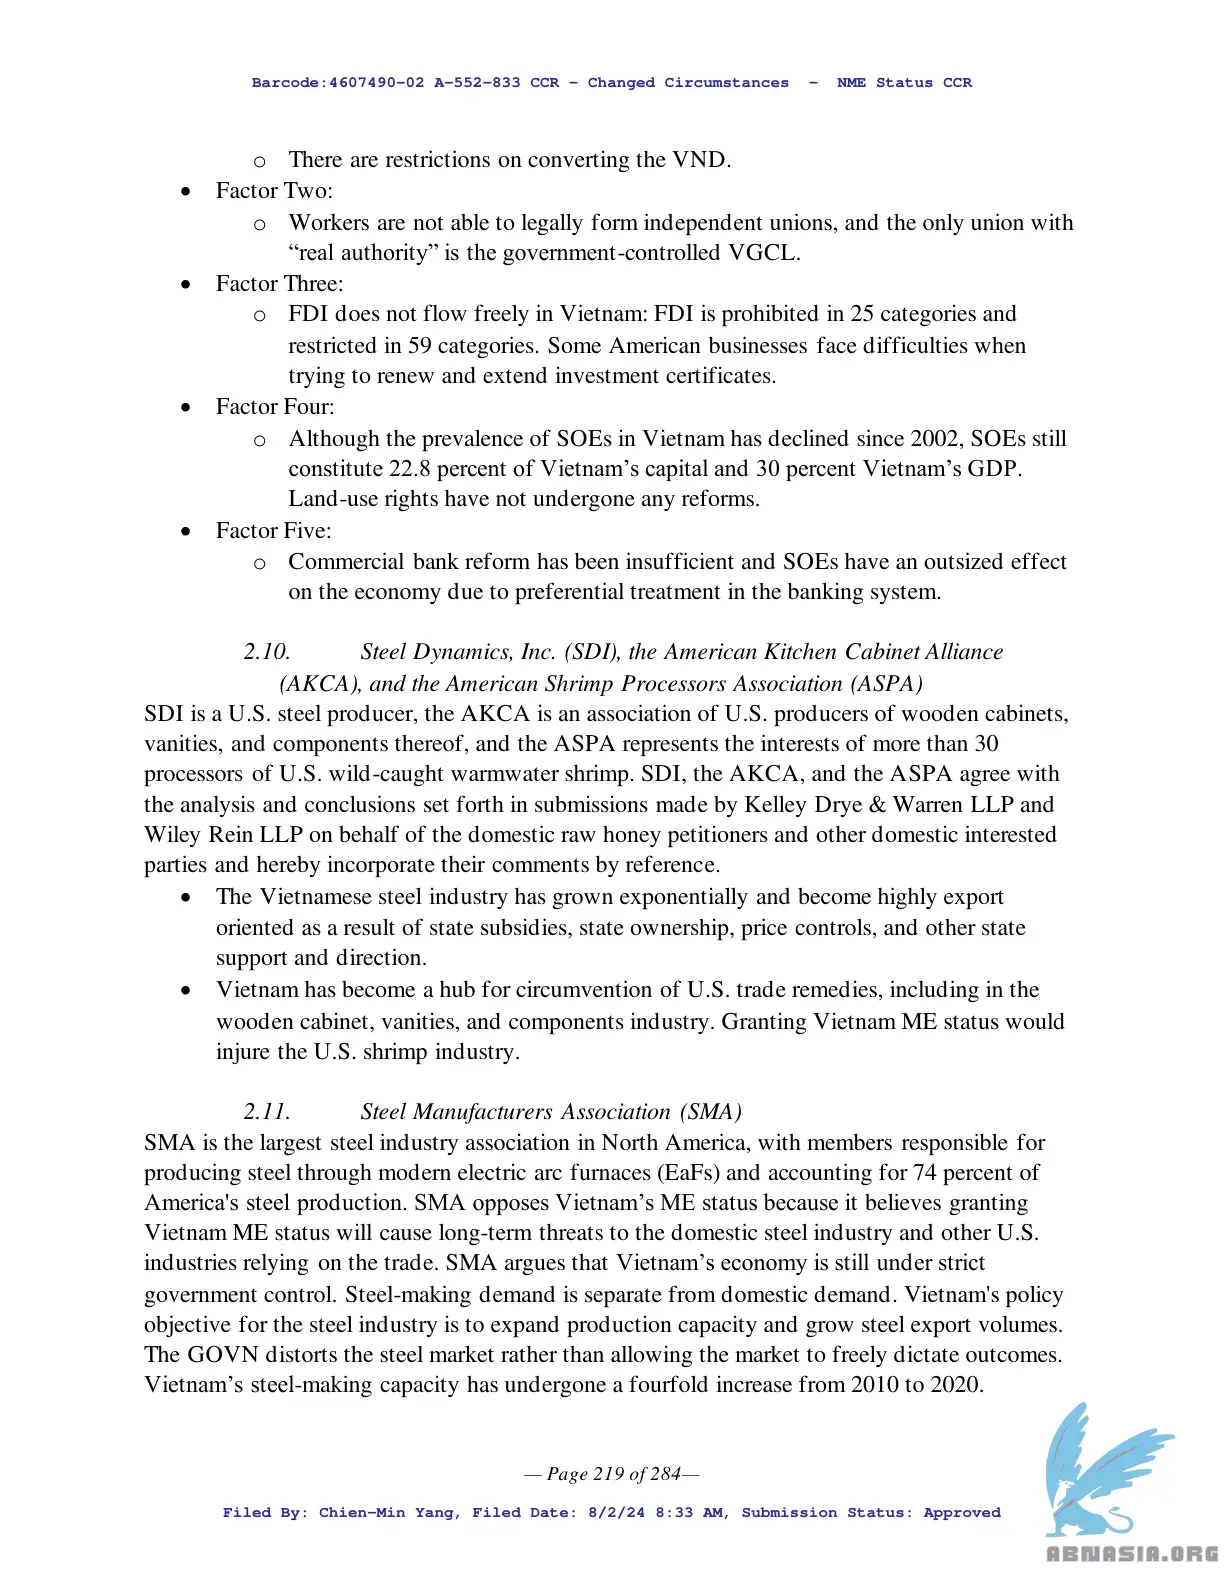 Barcode:4607490-02 A-552-833 CCR - Changed Circumstances - NME Status CCR
o There are restrictions on converting the VND.
• Factor Two:
o Workers are not able to legally form independent unions, and the only union with
“real authority” is the government-controlled VGCL.
• Factor Three:
o FDI does not flow freely in Vietnam: FDI is prohibited in 25 categories and
restricted in 59 categories. Some American businesses face difficulties when
trying to renew and extend investment certificates.
• Factor Four:
o Although the prevalence of SOEs in Vietnam has declined since 2002, SOEs still
constitute 22.8 percent of Vietnam’s capital and 30 percent Vietnam’s GDP.
Land-use rights have not undergone any reforms.
• Factor Five:
o Commercial bank reform has been insufficient and SOEs have an outsized effect
on the economy due to preferential treatment in the banking system.
2.10. Steel Dynamics, Inc. (SDI), the American Kitchen Cabinet Alliance
(AKCA), and the American Shrimp Processors Association (ASPA)
SDI is a U.S. steel producer, the AKCA is an association of U.S. producers of wooden cabinets,
vanities, and components thereof, and the ASPA represents the interests of more than 30
processors of U.S. wild-caught warmwater shrimp. SDI, the AKCA, and the ASPA agree with
the analysis and conclusions set forth in submissions made by Kelley Drye & Warren LLP and
Wiley Rein LLP on behalf of the domestic raw honey petitioners and other domestic interested
parties and hereby incorporate their comments by reference.
• The Vietnamese steel industry has grown exponentially and become highly export
oriented as a result of state subsidies, state ownership, price controls, and other state
support and direction.
• Vietnam has become a hub for circumvention of U.S. trade remedies, including in the
wooden cabinet, vanities, and components industry. Granting Vietnam ME status would
injure the U.S. shrimp industry.
2.11. Steel Manufacturers Association (SMA)
SMA is the largest steel industry association in North America, with members responsible for
producing steel through modern electric arc furnaces (EaFs) and accounting for 74 percent of
America's steel production. SMA opposes Vietnam’s ME status because it believes granting
Vietnam ME status will cause long-term threats to the domestic steel industry and other U.S.
industries relying on the trade. SMA argues that Vietnam’s economy is still under strict
government control. Steel-making demand is separate from domestic demand. Vietnam's policy
objective for the steel industry is to expand production capacity and grow steel export volumes.
The GOVN distorts the steel market rather than allowing the market to freely dictate outcomes.
Vietnam’s steel-making capacity has undergone a fourfold increase from 2010 to 2020.
— Page 219 of 284—
Filed By: Chien-Min Yang, Filed Date: 8/2/24 8:33 AM, Submission Status: Approved
ABNASIA.ORG